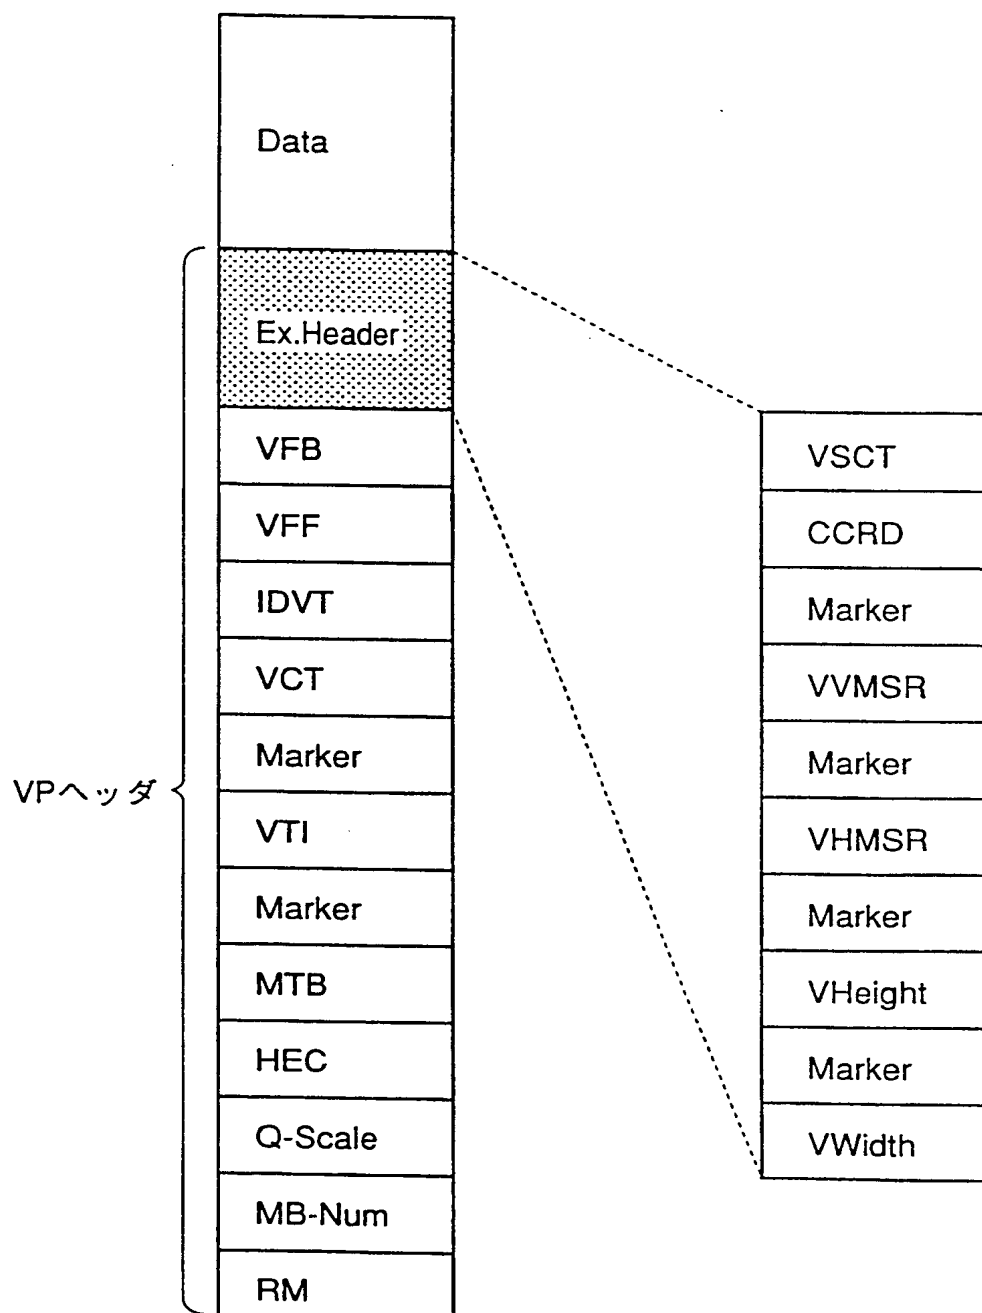 Data
Ex.Header
VFB
VFF
IDVT
VCT
Marker
VPヘッダ
VTI
Marker
MTB
HEC
Q-Scale
MB-Num
RM
VSCT
CCRD
Marker
VVMSR
Marker
VHMSR
Marker
VHeight
Marker
VWidth